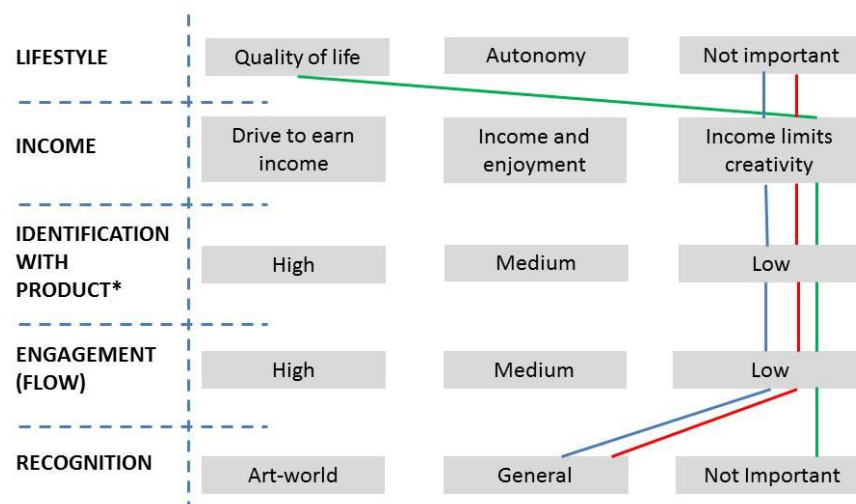 LIFESTYLE
Quality of life
Autonomy
Not important
INCOME
Drive to earn
income
Income and
enjoyment
Income limits
creativity
IDENTIFICATION
WITH
PRODUCT*
High
Medium
Low
ENGAGEMENT
(FLOW)
High
Medium
Low
RECOGNITION
Art-world
General
Not Important